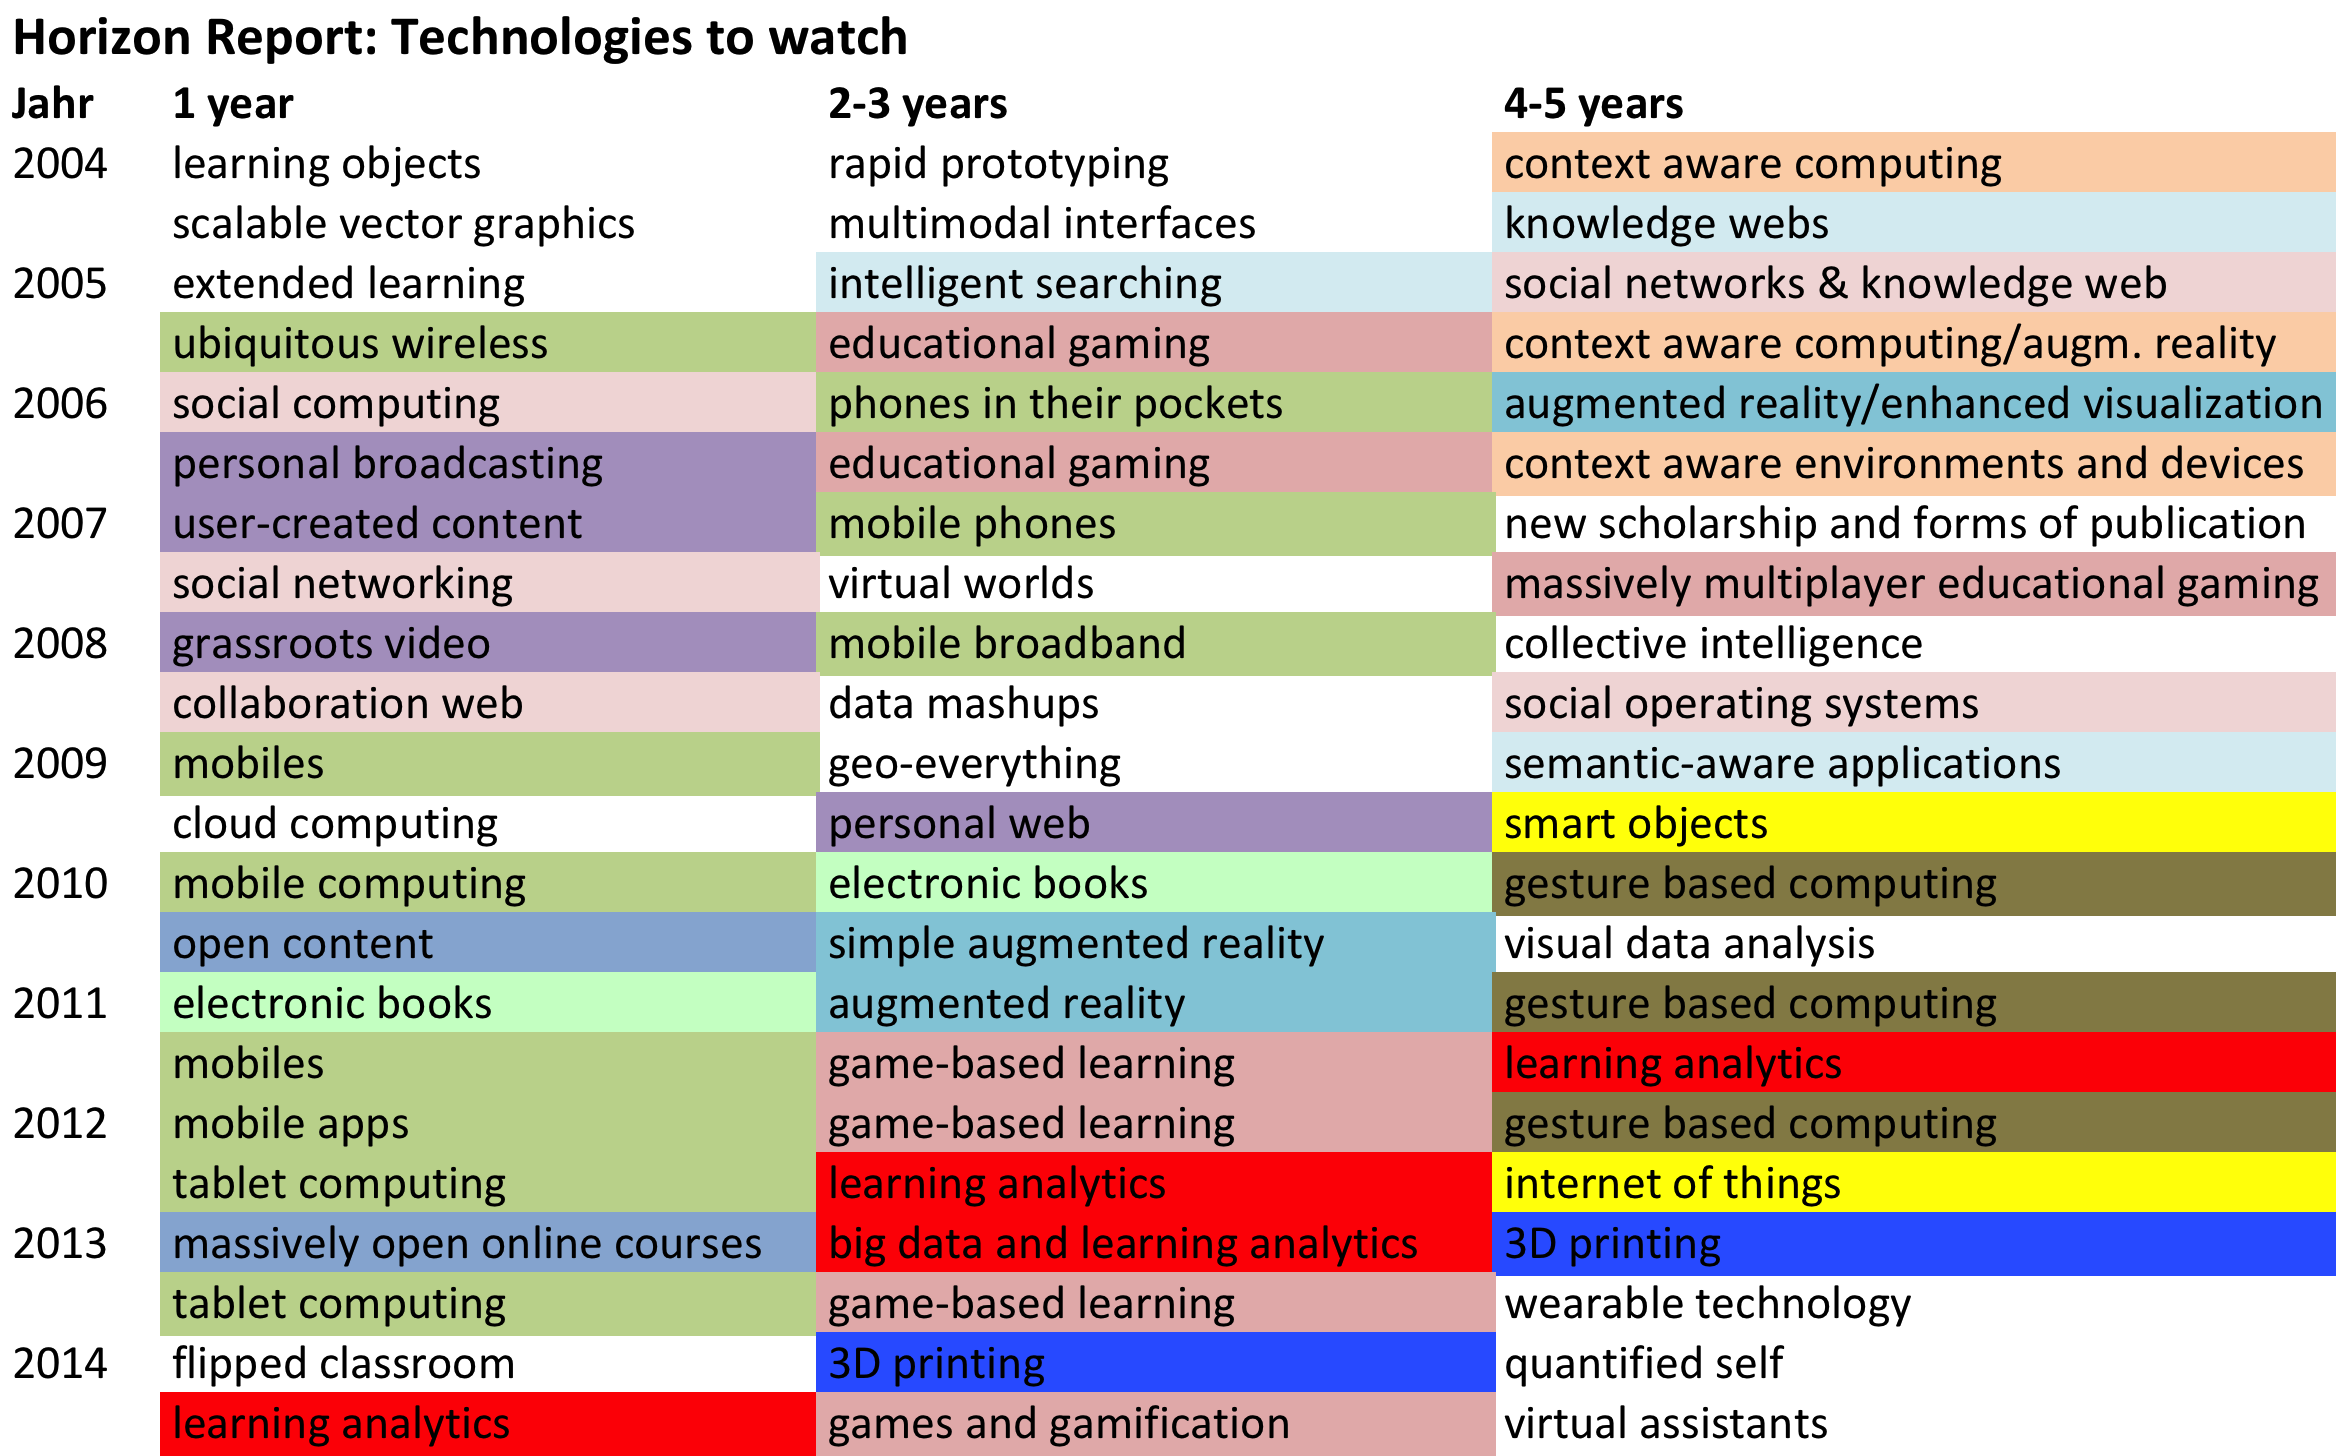 Horizon Report: Technologies to watch
Jahr 1 year 2-3 years 4-5 years
2004 learning objects rapid prototyping context aware computing
scalable vector graphics multimodal interfaces knowledge webs
2005 extended learning intelligent searching social networks & knowledge web
ubiquitous wireless educational gaming context aware computing/augm. reality
2006 social computing phones in their pockets augmented reality/enhanced visualization
personal broadcasting educational gaming context aware environments and devices
2007 user-created content mobile phones new scholarship and forms of publication
social networking virtual worlds massively multiplayer educational gaming
2008 grassroots video mobile broadband collective intelligence
collaboration web data mashups social operating systems
2009 mobiles geo-everything semantic-aware applications
cloud computing personal web smart objects
2010 mobile computing electronic books gesture based computing
open content simple augmented reality visual data analysis
2011 electronic books augmented reality gesture based computing
mobiles game-based learning learning analytics
2012 mobile apps game-based learning gesture based computing
tablet computing learning analytics internet of things
2013 massively open online courses big data and learning analytics 3D printing
tablet computing game-based learning wearable technology
2014 flipped classroom 3D printing quantified self
learning analytics games and gamification virtual assistants